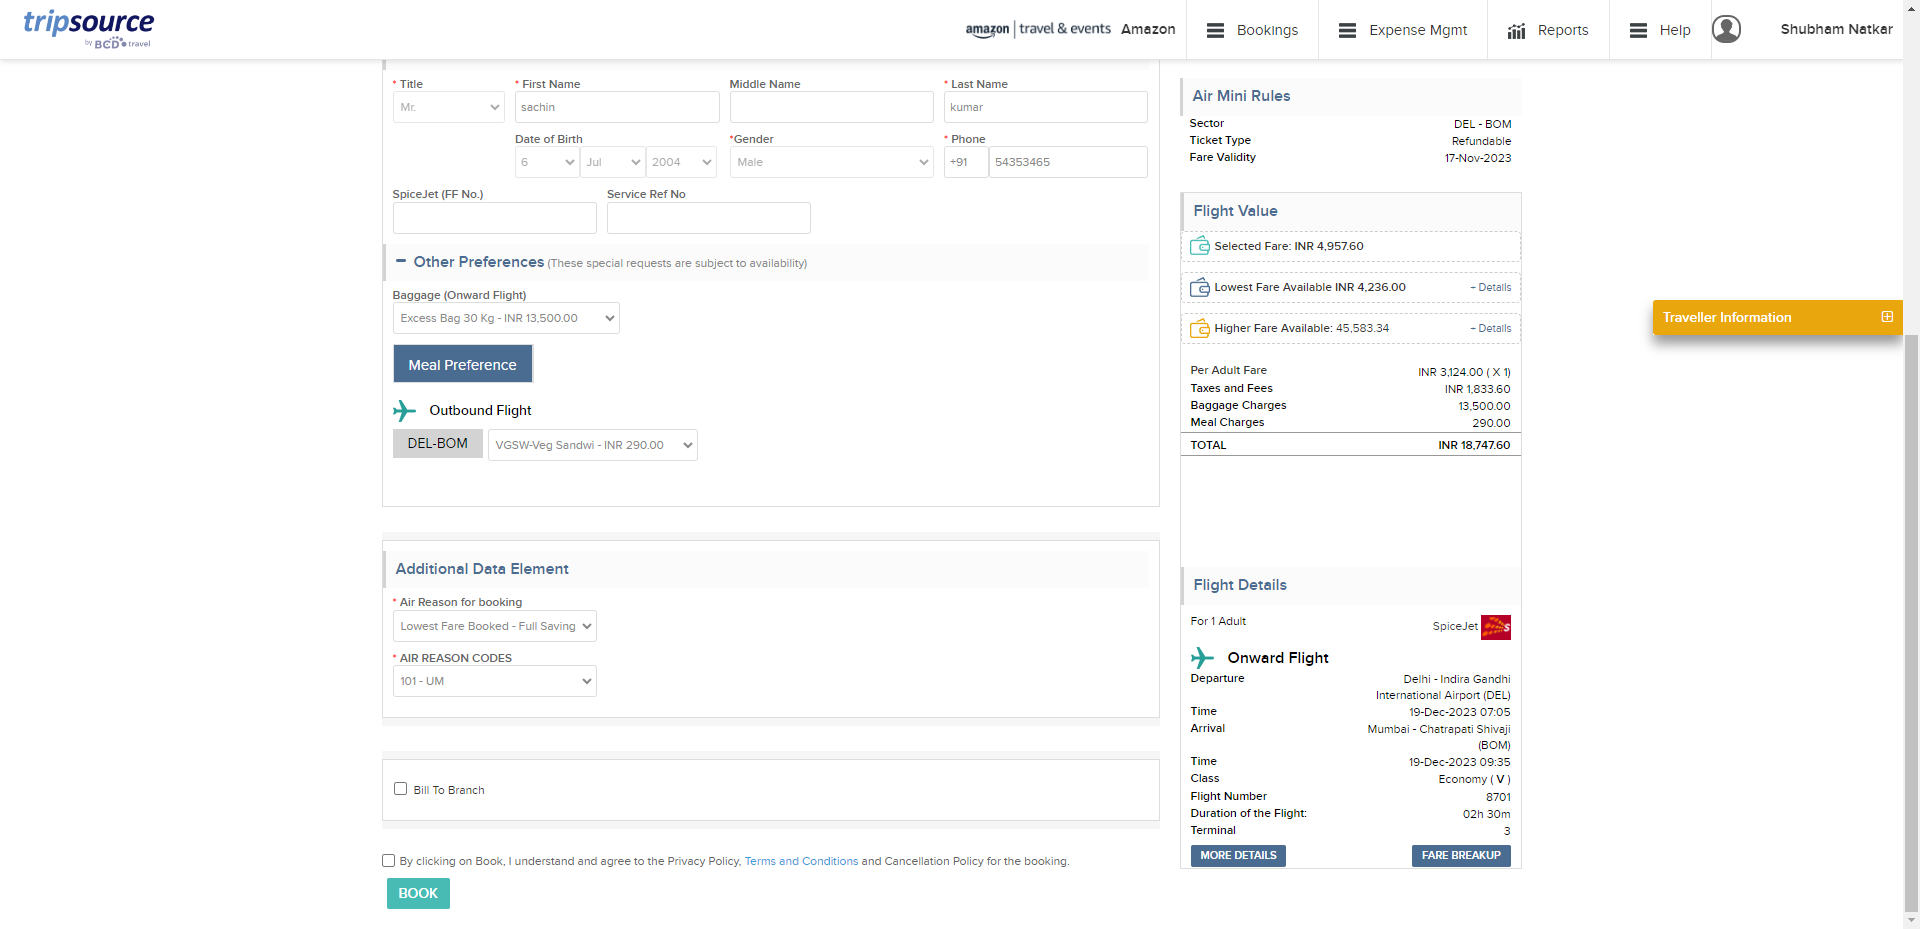 tripsource
by BCD travel
amazon | travel & events Amazon
Bookings
Expense Mgmt
Reports
Help
Shubham Natkar
* Title
* First Name
Middle Name
* Last Name
Mr.
sachin
kumar
Date of Birth
*Gender
* Phone
6
Jul
2004
Male
+91
54353465
SpiceJet (FF No.)
Service Ref No
Other Preferences (These special requests are subject to availability)
Baggage (Onward Flight)
Excess Bag 30 Kg - INR 13,500.00
Meal Preference
Outbound Flight
DEL-BOM
VGSW-Veg Sandwi - INR 290.00
Additional Data Element
* Air Reason for booking
Lowest Fare Booked - Full Saving
* AIR REASON CODES
101 - UM
Bill To Branch
By clicking on Book, I understand and agree to the Privacy Policy, Terms and Conditions and Cancellation Policy for the booking.
BOOK
Air Mini Rules
Sector DEL - BOM
Ticket Type Refundable
Fare Validity 17-Nov-2023
Flight Value
Selected Fare: INR 4,957.60
Lowest Fare Available INR 4,236.00 + Details
Higher Fare Available: 45,583.34 + Details
Per Adult Fare INR 3,124.00 ( X 1)
Taxes and Fees INR 1,833.60
Baggage Charges 13,500.00
Meal Charges 290.00
TOTAL INR 18,747.60
Flight Details
For 1 Adult SpiceJet
Onward Flight
Departure Delhi - Indira Gandhi
International Airport (DEL)
Time 19-Dec-2023 07:05
Arrival Mumbai - Chatrapati Shivaji
(BOM)
Time 19-Dec-2023 09:35
Class Economy ( V )
Flight Number 8701
Duration of the Flight: 02h 30m
Terminal 3
MORE DETAILS
FARE BREAKUP
Traveller Information